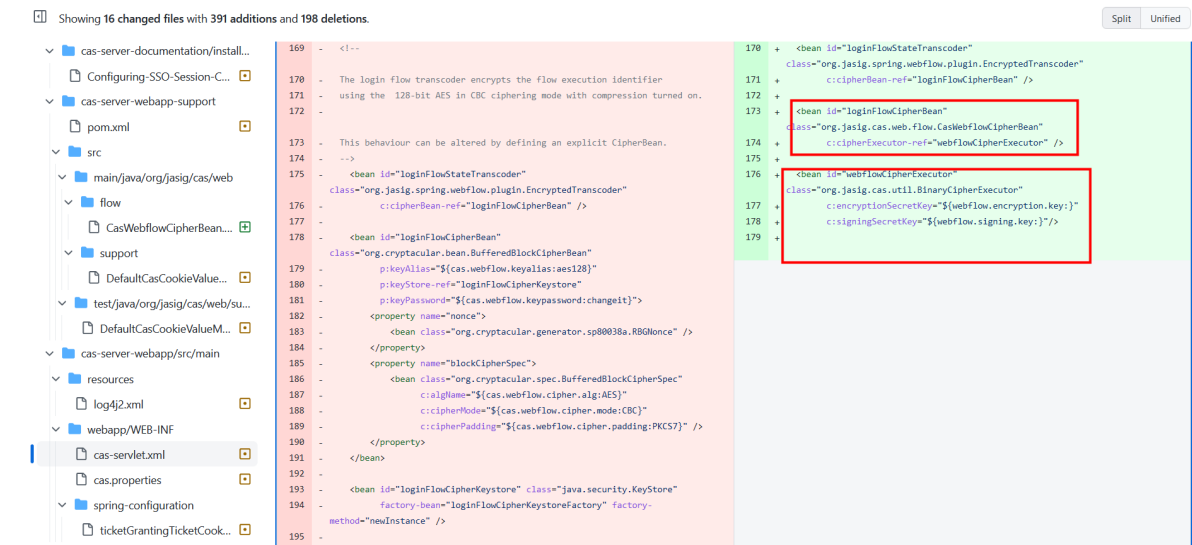 Showing 16 changed files with 391 additions and 198 deletions.
Split Unified
cas-server-documentation/install...
Configuring-SSO-Session-C...
cas-server-webapp-support
pom.xml
src
main/java/org/jasig/cas/web
flow
CasWebflowCipherBean....
support
DefaultCasCookieValue...
test/java/org/jasig/cas/web/su...
DefaultCasCookieValueM...
cas-server-webapp/src/main
resources
log4j2.xml
webapp/WEB-INF
cas-servlet.xml
cas.properties
spring-configuration
ticketGrantingTicketCook...
169 - <!--
170 - The login flow transcoder encrypts the flow execution identifier
171 - using the 128-bit AES in CBC ciphering mode with compression turned on.
172 -
173 - This behaviour can be altered by defining an explicit CipherBean.
174 - -->
175 - <bean id="loginFlowStateTranscoder"
class="org.jasig.spring.webflow.plugin.EncryptedTranscoder"
176 - c:cipherBean-ref="loginFlowCipherBean" />
177 -
178 - <bean id="loginFlowCipherBean"
class="org.cryptacular.bean.BufferedBlockCipherBean"
179 - p:keyAlias="${cas.webflow.keyalias:aes128}"
180 - p:keyStore-ref="loginFlowCipherKeystore"
181 - p:keyPassword="${cas.webflow.keypassword:changeit}">
182 - <property name="nonce">
183 - <bean class="org.cryptacular.generator.sp80038a.RBGNonce" />
184 - </property>
185 - <property name="blockCipherSpec">
186 - <bean class="org.cryptacular.spec.BufferedBlockCipherSpec"
187 - c:algName="${cas.webflow.cipher.alg:AES}"
188 - c:cipherMode="${cas.webflow.cipher.mode:CBC}"
189 - c:cipherPadding="${cas.webflow.cipher.padding:PKCS7}" />
190 - </property>
191 - </bean>
192 -
193 - <bean id="loginFlowCipherKeystore" class="java.security.KeyStore"
194 - factory-bean="loginFlowCipherKeystoreFactory" factory-
method="newInstance" />
195 -
170 + <bean id="loginFlowStateTranscoder"
class="org.jasig.spring.webflow.plugin.EncryptedTranscoder"
171 + c:cipherBean-ref="loginFlowCipherBean" />
172 +
173 + <bean id="loginFlowCipherBean"
class="org.jasig.cas.web.flow.CasWebflowCipherBean"
174 + c:cipherExecutor-ref="webflowCipherExecutor" />
175 +
176 + <bean id="webflowCipherExecutor"
class="org.jasig.cas.util.BinaryCipherExecutor"
177 + c:encryptionSecretKey="${webflow.encryption.key:}"
178 + c:signingSecretKey="${webflow.signing.key:}"/>
179 +